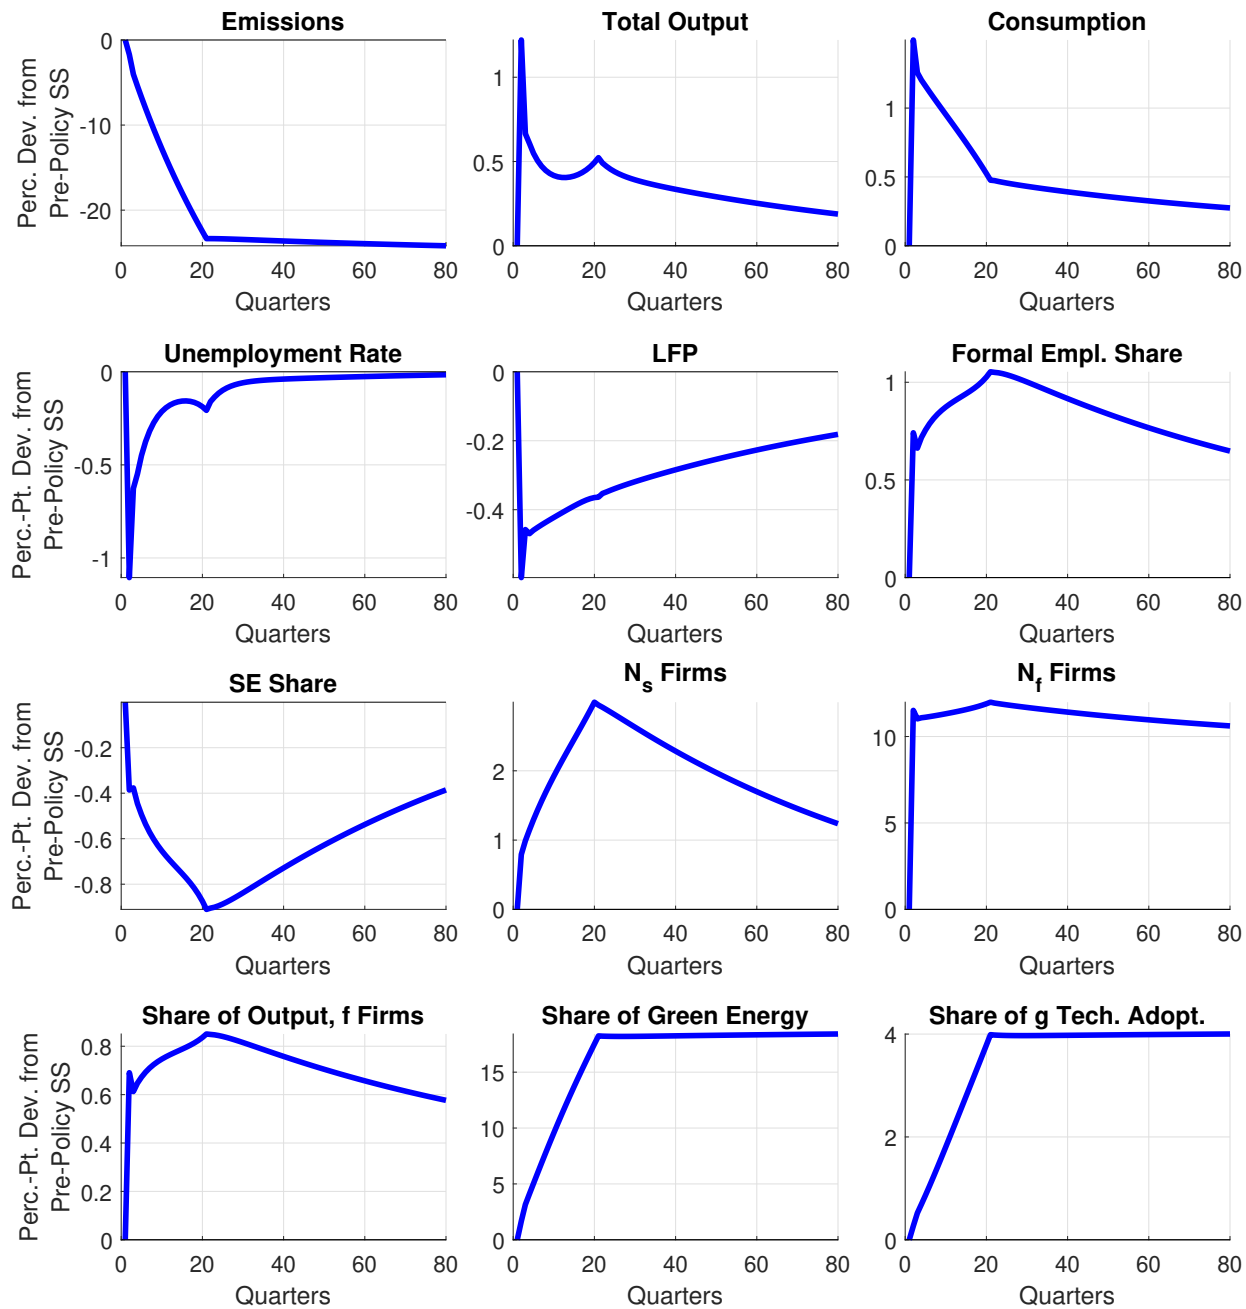 Emissions
Total Output
Consumption
Perc. Dev. from
Pre-Policy SS
0
-10
-20
0 20 40 60 80
Quarters
1
0.5
0
0 20 40 60 80
Quarters
1
0.5
0
0 20 40 60 80
Quarters
Unemployment Rate
LFP
Formal Empl. Share
Perc.-Pt. Dev. from
Pre-Policy SS
0
-0.5
-1
0 20 40 60 80
Quarters
0
-0.2
-0.4
0 20 40 60 80
Quarters
1
0.5
0
0 20 40 60 80
Quarters
SE Share
N_s Firms
N_f Firms
Perc.-Pt. Dev. from
Pre-Policy SS
-0.2
-0.4
-0.6
-0.8
0 20 40 60 80
Quarters
2
1
0
0 20 40 60 80
Quarters
10
5
0
0 20 40 60 80
Quarters
Share of Output, f Firms
Share of Green Energy
Share of g Tech. Adopt.
Perc.-Pt. Dev. from
Pre-Policy SS
0.8
0.6
0.4
0.2
0
0 20 40 60 80
Quarters
15
10
5
0
0 20 40 60 80
Quarters
4
2
0
0 20 40 60 80
Quarters